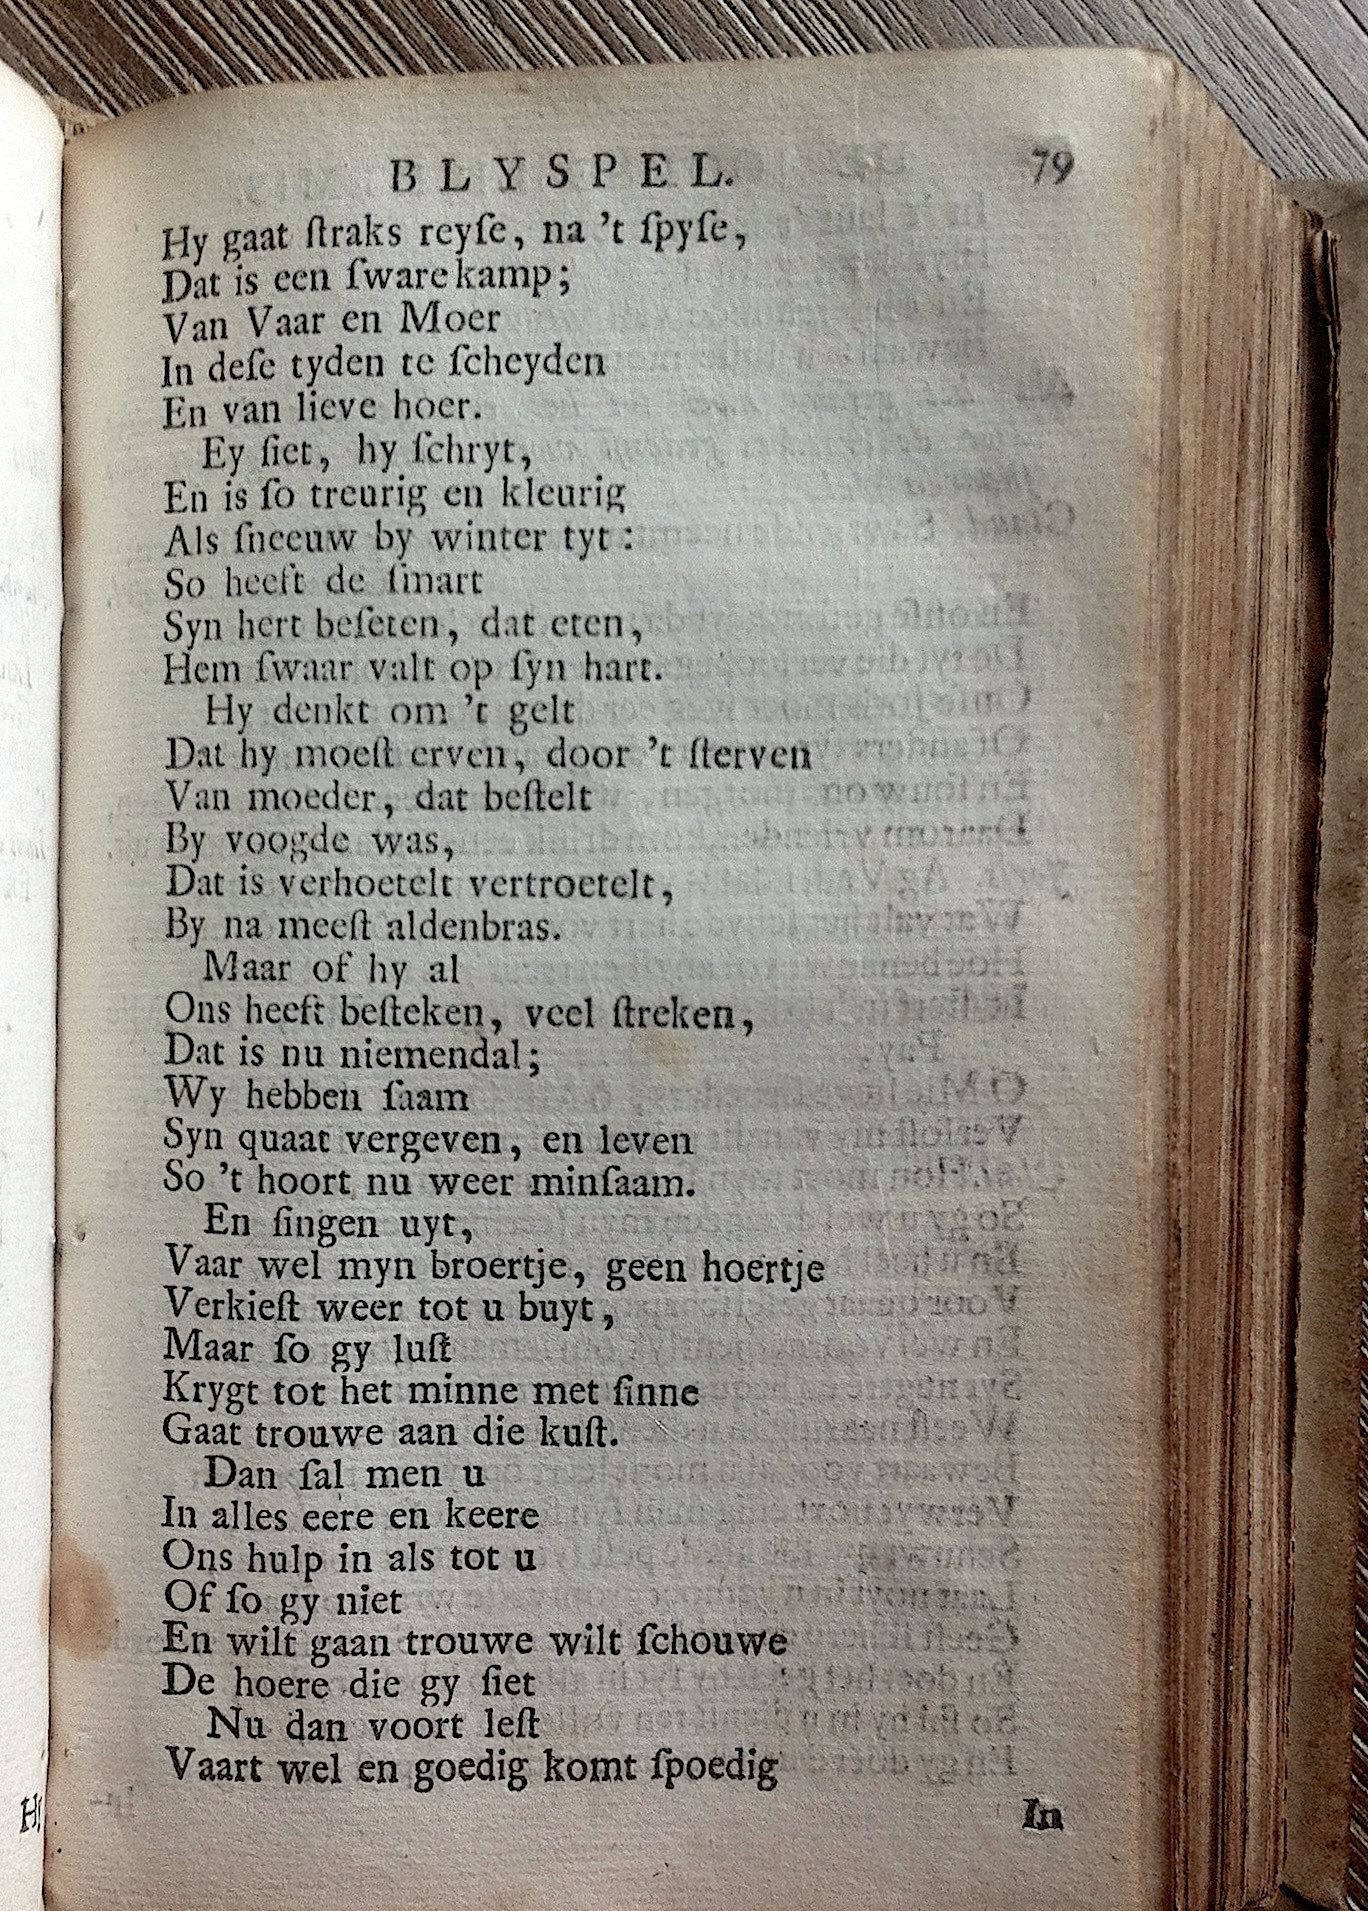 BLYSPEL. 79
Hy gaat ſtraks reyſe, na 't ſpyſe,
Dat is een ſware kamp;
Van Vaar en Moer
In deſe tyden te ſcheyden
En van lieve hoer.
Ey ſiet, hy ſchryt,
En is ſo treurig en kleurig
Als ſneeuw by winter tyt:
So heeft de ſmart
Syn hert beſeten, dat eten,
Hem ſwaar valt op ſyn hart.
Hy denkt om 't gelt
Dat hy moeſt erven, door 't ſterven
Van moeder, dat beſtelt
By voogde was,
Dat is verhoetelt vertroetelt,
By na meeſt aldenbras.
Maar of hy al
Ons heeft beſteken, veel ſtreken,
Dat is nu niemendal;
Wy hebben ſaam
Syn quaat vergeven, en leven
So 't hoort nu weer minſaam.
En ſingen uyt,
Vaar wel myn broertje, geen hoertje
Verkieſt weer tot u buyt,
Maar ſo gy luſt
Krygt tot het minne met ſinne
Gaat trouwe aan die kuſt.
Dan ſal men u
In alles eere en keere
Ons hulp in als tot u
Of ſo gy niet
En wilt gaan trouwe wilt ſchouwe
De hoere die gy ſiet
Nu dan voort leſt
Vaart wel en goedig komt ſpoedig
In